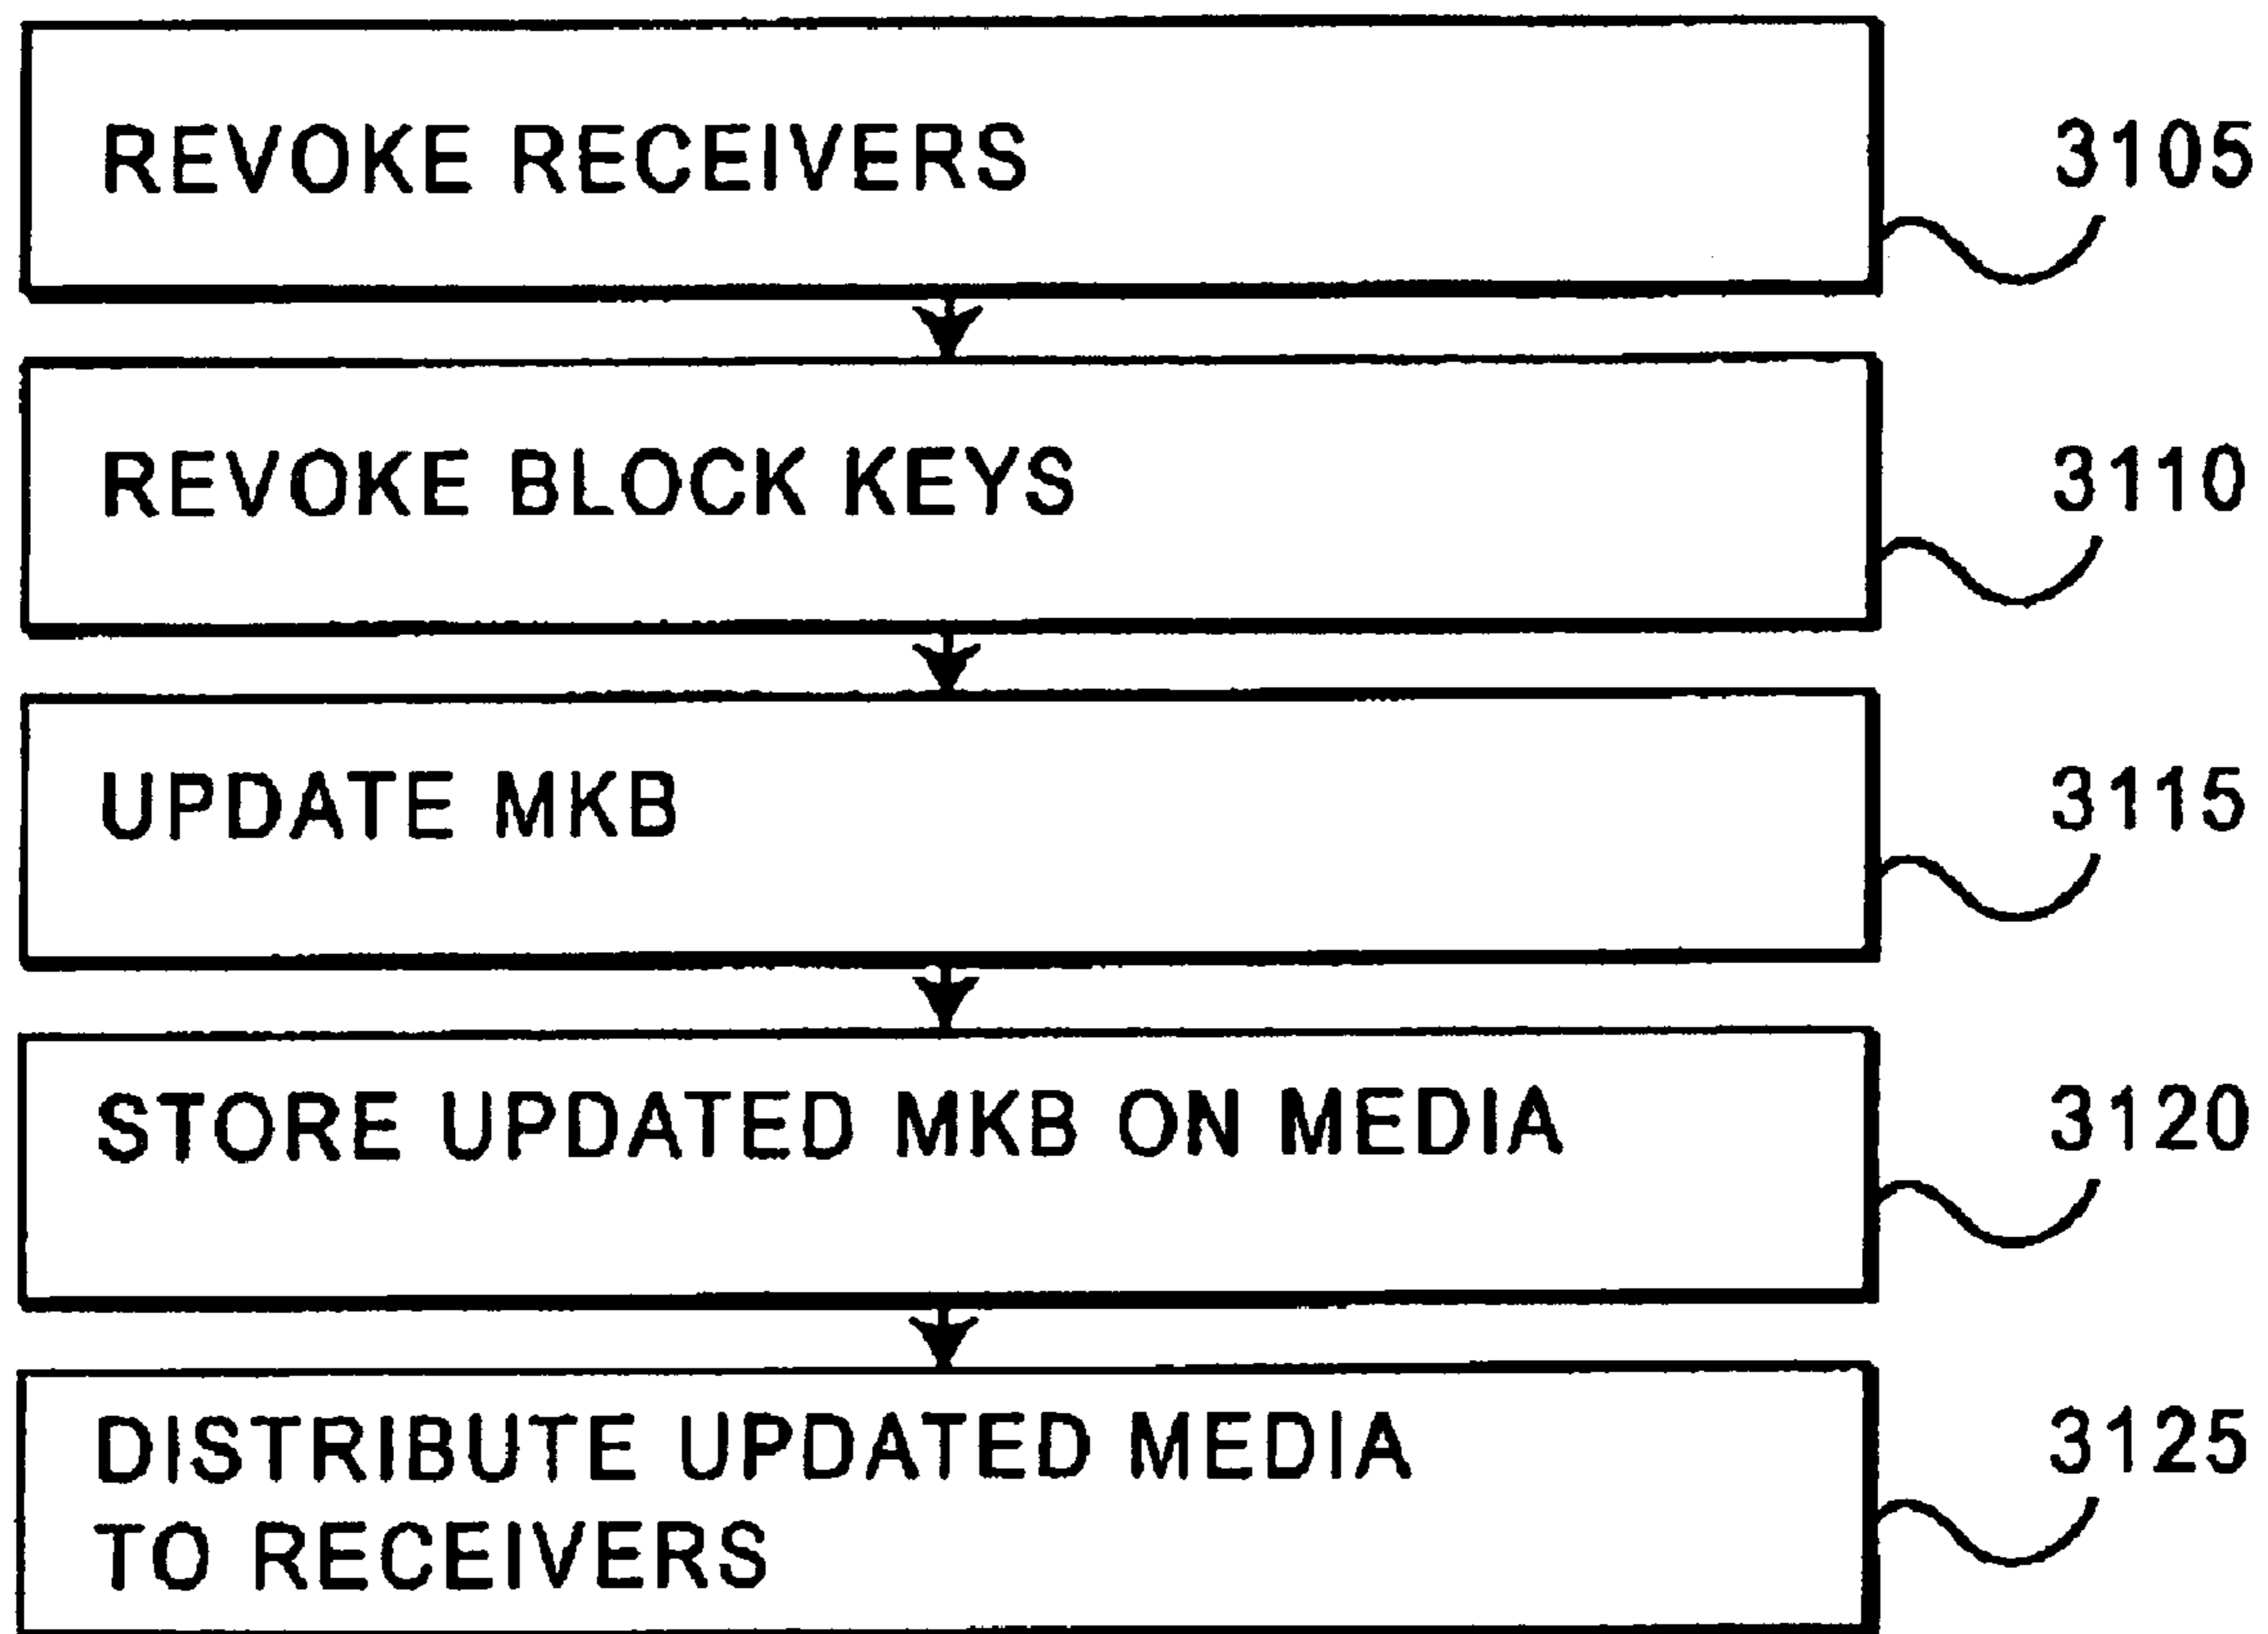 REVOKE RECEIVERS
3105
REVOKE BLOCK KEYS
3110
UPDATE MKB
3115
STORE UPDATED MKB ON MEDIA
3120
DISTRIBUTE UPDATED MEDIA
3125
TO RECEIVERS